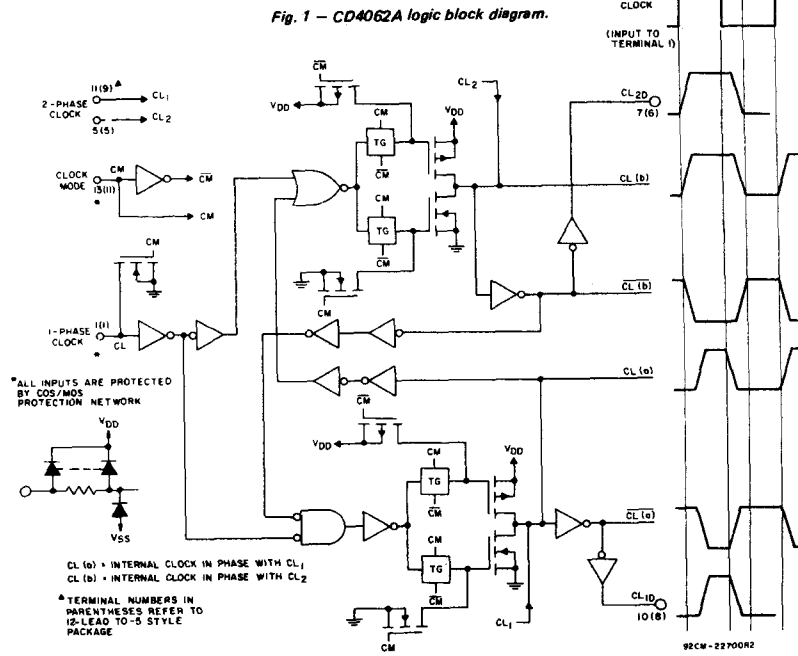 Fig. 1 — CD4062A logic block diagram.
CLOCK
(INPUT TO
TERMINAL 1)
11(9)▲
2-PHASE
CLOCK
CL1
CL2
5(5)
CLOCK
MODE
CM
13(11)
*
C̅M̅
CM
CM
1-PHASE
CLOCK
1(1)
*
CL
*ALL INPUTS ARE PROTECTED
BY COS/MOS
PROTECTION NETWORK
VDD
VSS
CL (a) = INTERNAL CLOCK IN PHASE WITH CL1
CL (b) = INTERNAL CLOCK IN PHASE WITH CL2
▲TERMINAL NUMBERS IN
PARENTHESES REFER TO
12-LEAD TO-5 STYLE
PACKAGE
C̅M̅
VDD
CM
TG
C̅M̅
CM
TG
C̅M̅
CM
CL2
VDD
CL2D
7(6)
CL (b)
C̅L̅ ̅(̅b̅)̅
CL (a)
C̅M̅
VDD
CM
TG
C̅M̅
CM
TG
C̅M̅
CM
VDD
CL1
C̅L̅ ̅(̅a̅)̅
CL1D
10(8)
92CM-22700R2